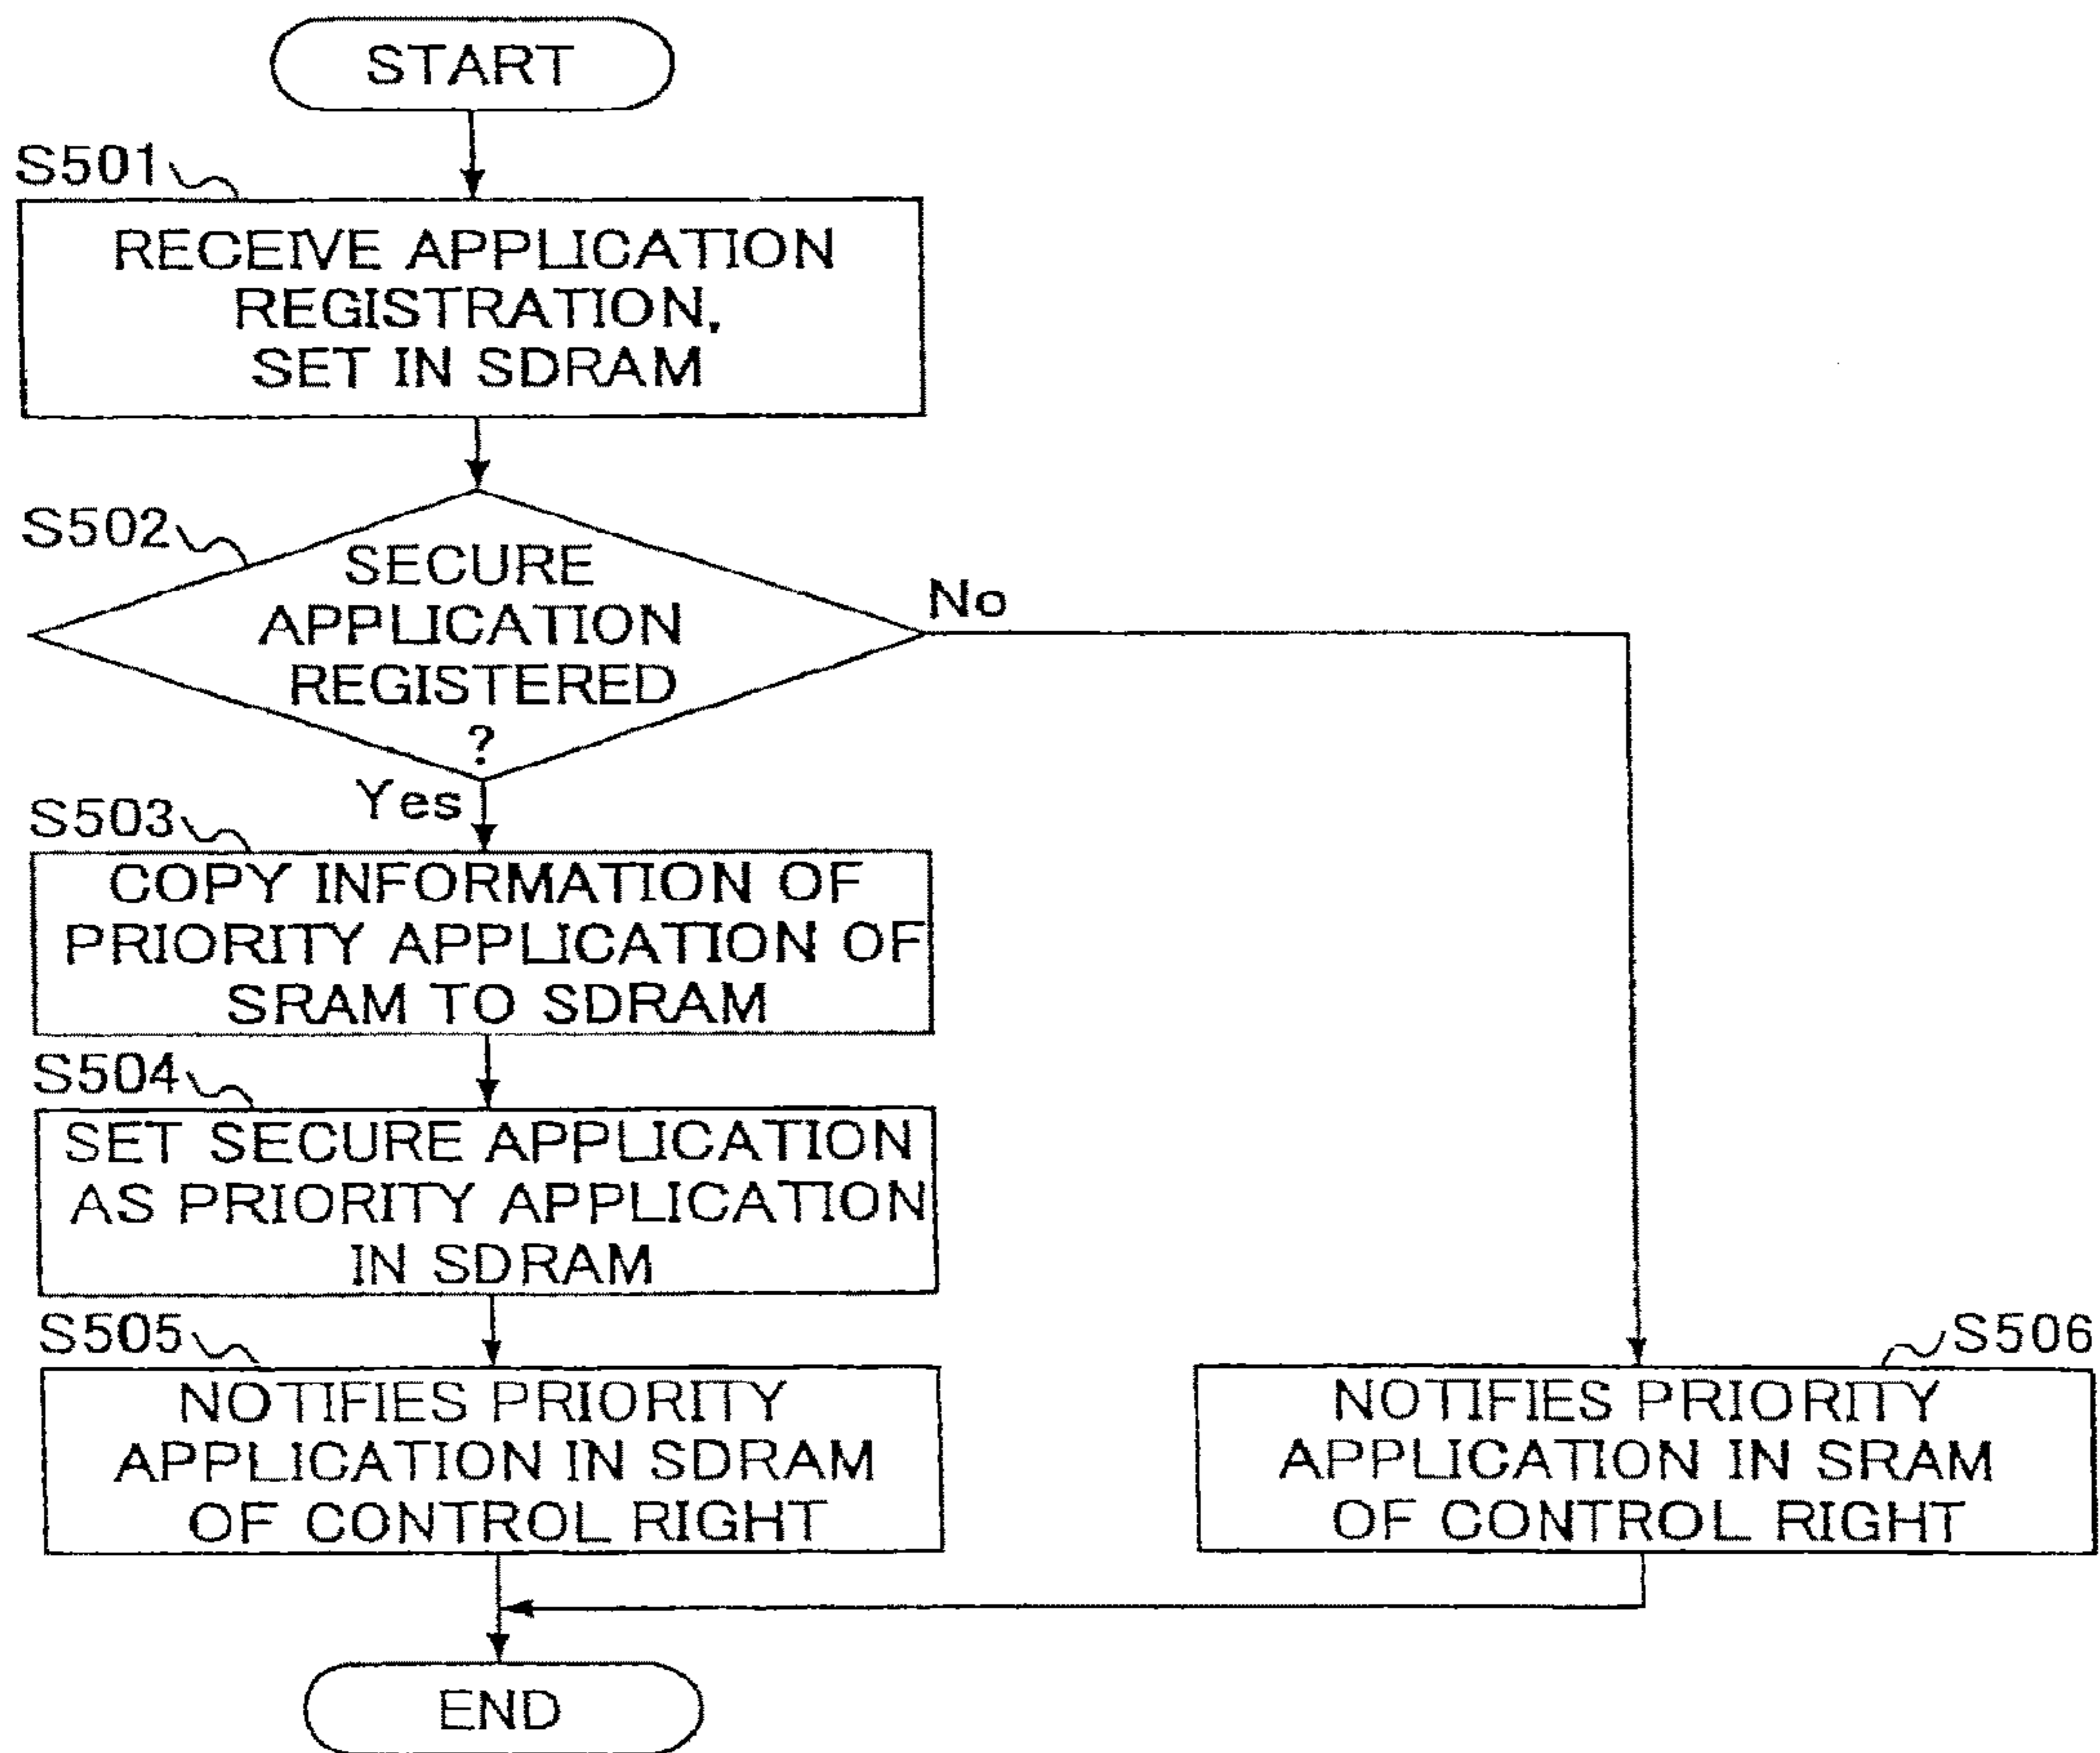 START
S501
RECEIVE APPLICATION
REGISTRATION,
SET IN SDRAM
S502
SECURE
APPLICATION
REGISTERED
?
No
Yes
S503
COPY INFORMATION OF
PRIORITY APPLICATION OF
SRAM TO SDRAM
S504
SET SECURE APPLICATION
AS PRIORITY APPLICATION
IN SDRAM
S505
NOTIFIES PRIORITY
APPLICATION IN SDRAM
OF CONTROL RIGHT
S506
NOTIFIES PRIORITY
APPLICATION IN SRAM
OF CONTROL RIGHT
END